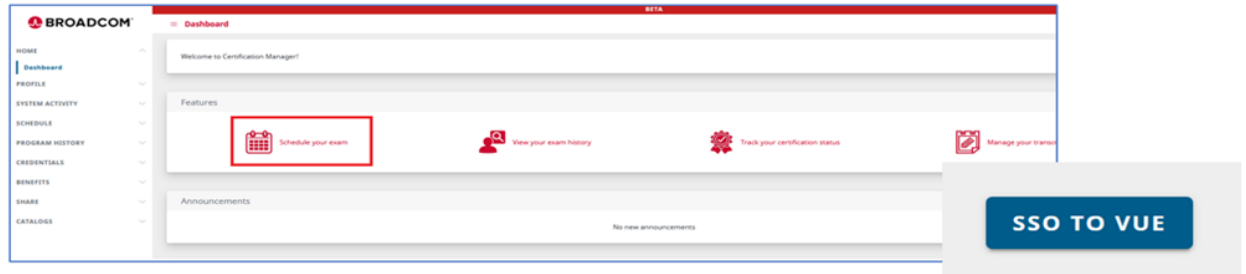 BETA
BROADCOM
Dashboard
Welcome to Certification Manager!
HOME
Dashboard
PROFILE
SYSTEM ACTIVITY
SCHEDULE
PROGRAM HISTORY
CREDENTIALS
BENEFITS
SHARE
CATALOGS
Features
Schedule your exam
View your exam history
Track your certification status
Manage your transc
Announcements
No new announcements
SSO TO VUE